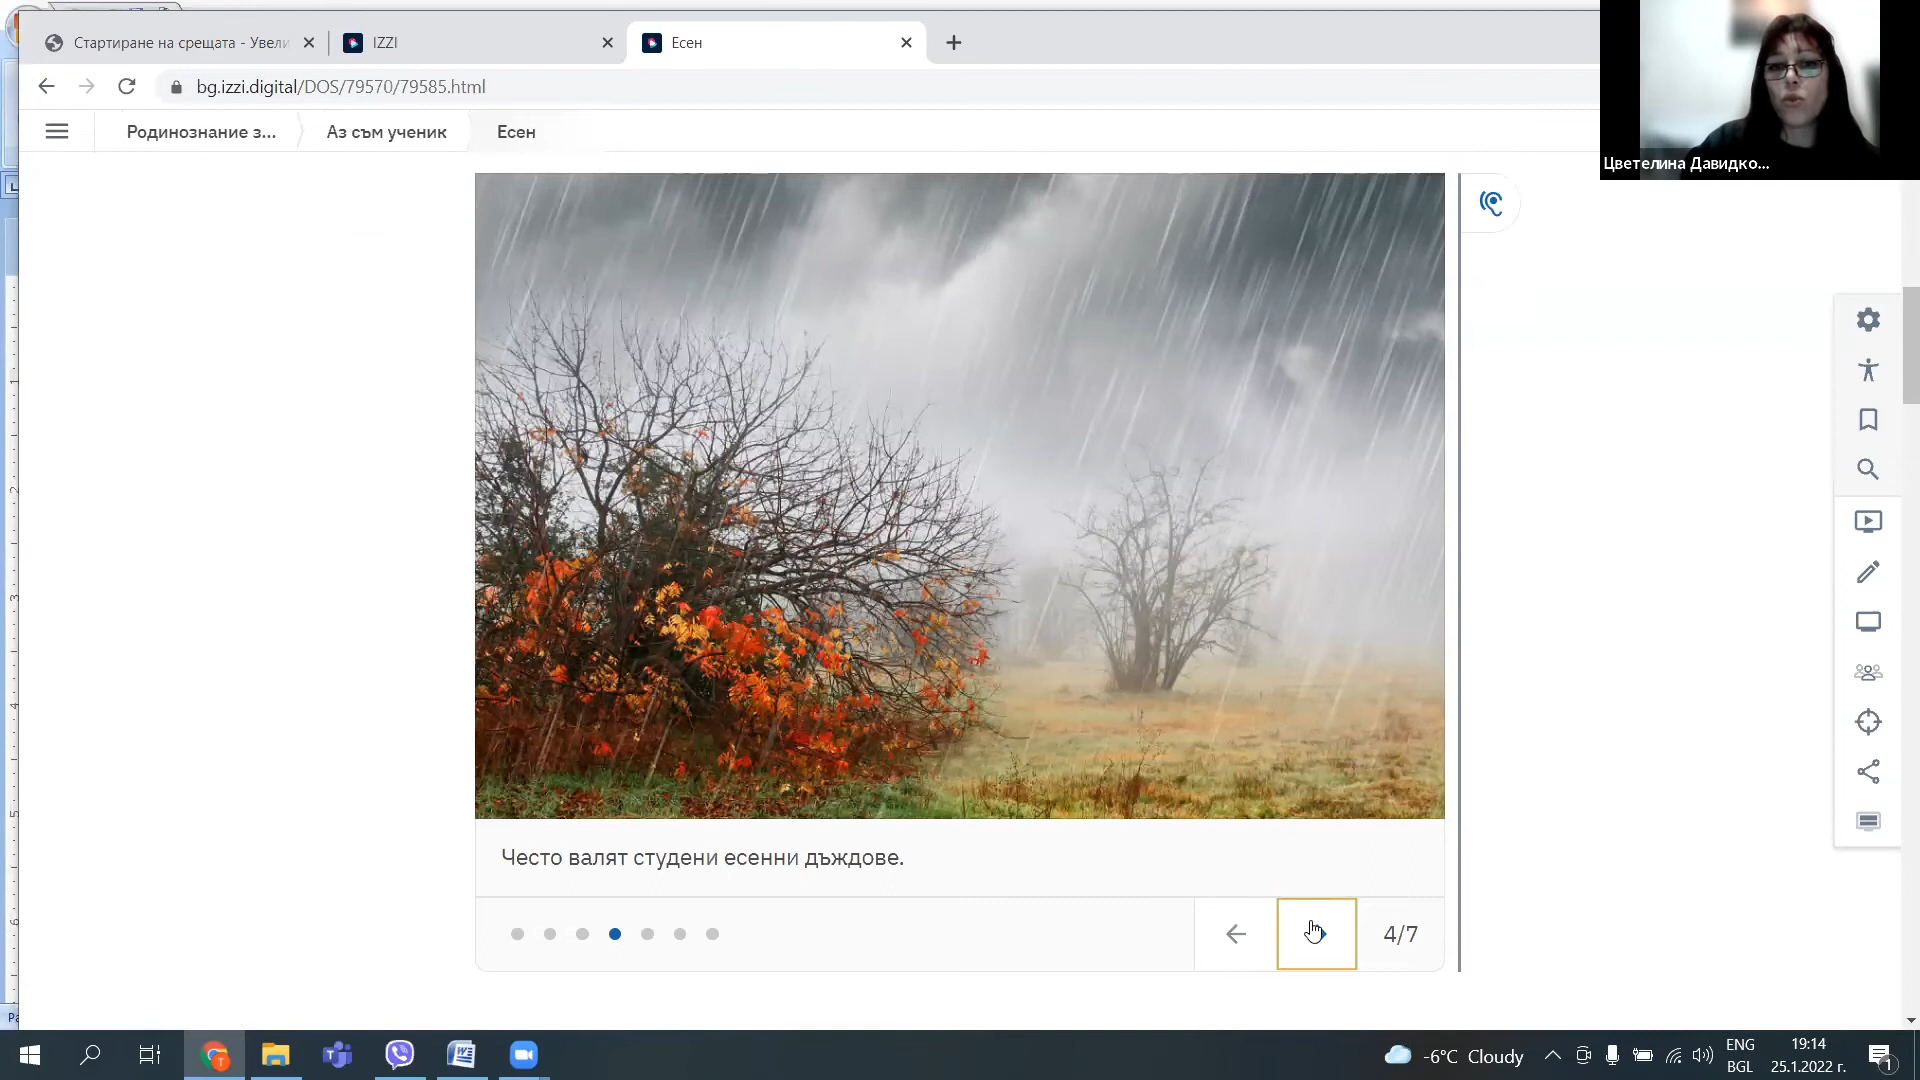 Стартиране на срещата - Увели
IZZI
Есен
bg.izzi.digital/DOS/79570/79585.html
Родинознание з...
Аз съм ученик
Есен
Цветелина Давидко...
Често валят студени есенни дъждове.
4/7
-6°C Cloudy
ENG
BGL
19:14
25.1.2022 г.
1